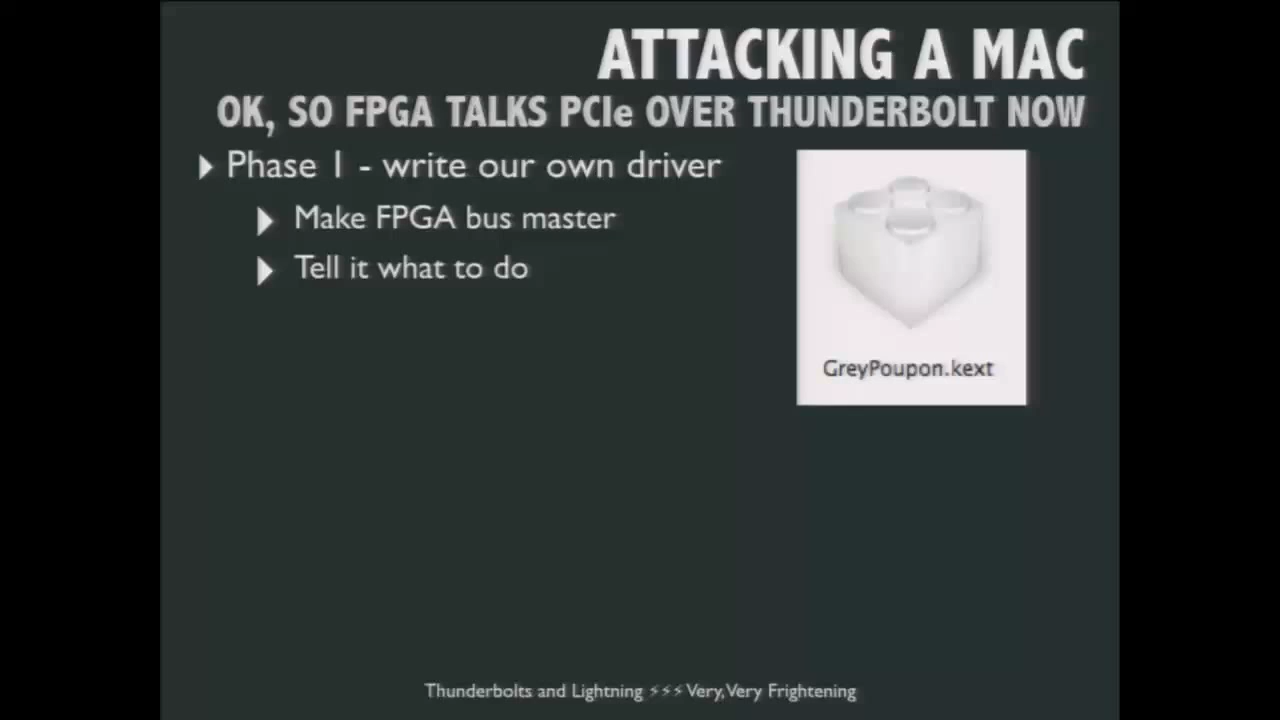 ATTACKING A MAC
OK, SO FPGA TALKS PCIe OVER THUNDERBOLT NOW
Phase 1 - write our own driver
Make FPGA bus master
Tell it what to do
GreyPoupon.kext
Thunderbolts and Lightning ⚡⚡⚡ Very, Very Frightening